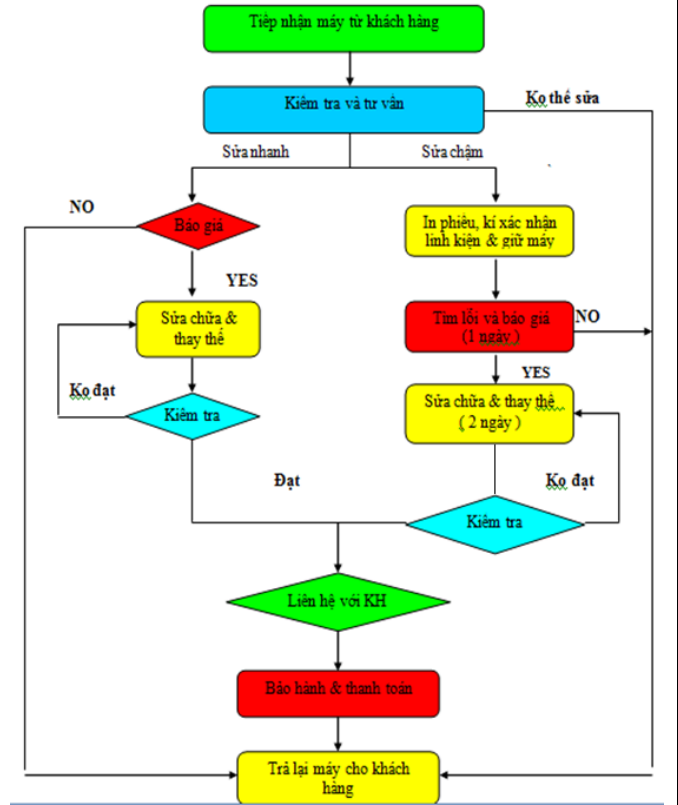 Tiếp nhận máy từ khách hàng
Kiểm tra và tư vấn
Ko thể sửa
Sửa nhanh
Sửa chậm
NO
Báo giá
In phiếu, kí xác nhận
linh kiện & giữ máy
YES
Sửa chữa &
thay thế
Tìm lỗi và báo giá
(1 ngày )
NO
YES
Ko đạt
Kiểm tra
Sửa chữa & thay thế
( 2 ngày )
Đạt
Ko đạt
Kiểm tra
Liên hệ với KH
Bảo hành & thanh toán
Trả lại máy cho khách
hàng